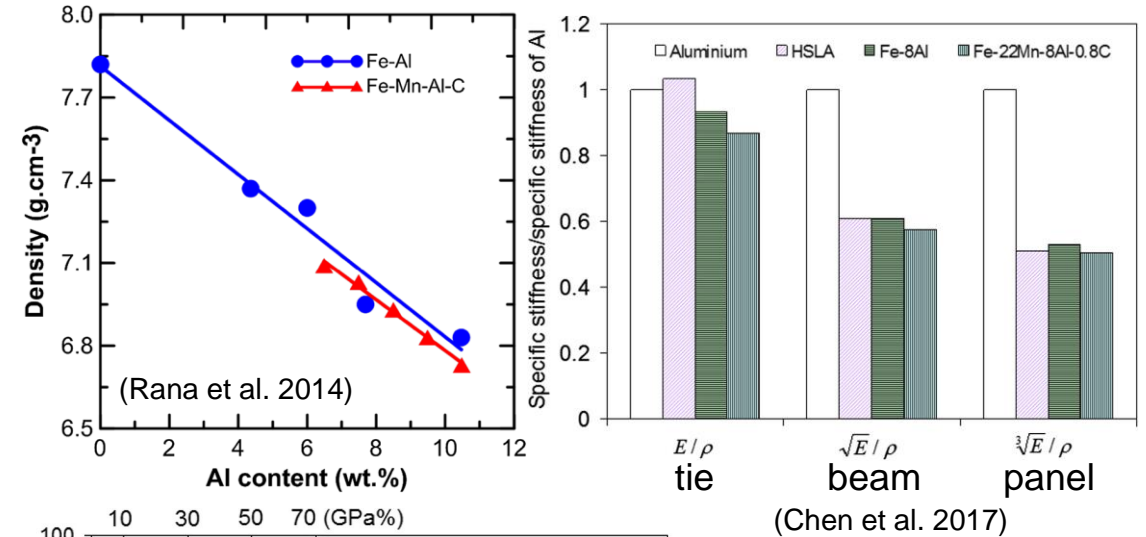 8.0
7.7
7.4
7.1
6.8
6.5
Density (g.cm-3)
Fe-Al
Fe-Mn-Al-C
(Rana et al. 2014)
0 2 4 6 8 10 12
Al content (wt.%)
1.2
1
0.8
0.6
0.4
0.2
0
Specific stiffness/specific stiffness of Al
Aluminium HSLA Fe-8Al Fe-22Mn-8Al-0.8C
E / ρ √E / ρ ∛E / ρ
tie beam panel
(Chen et al. 2017)
10 30 50 70 (GPa%)
100